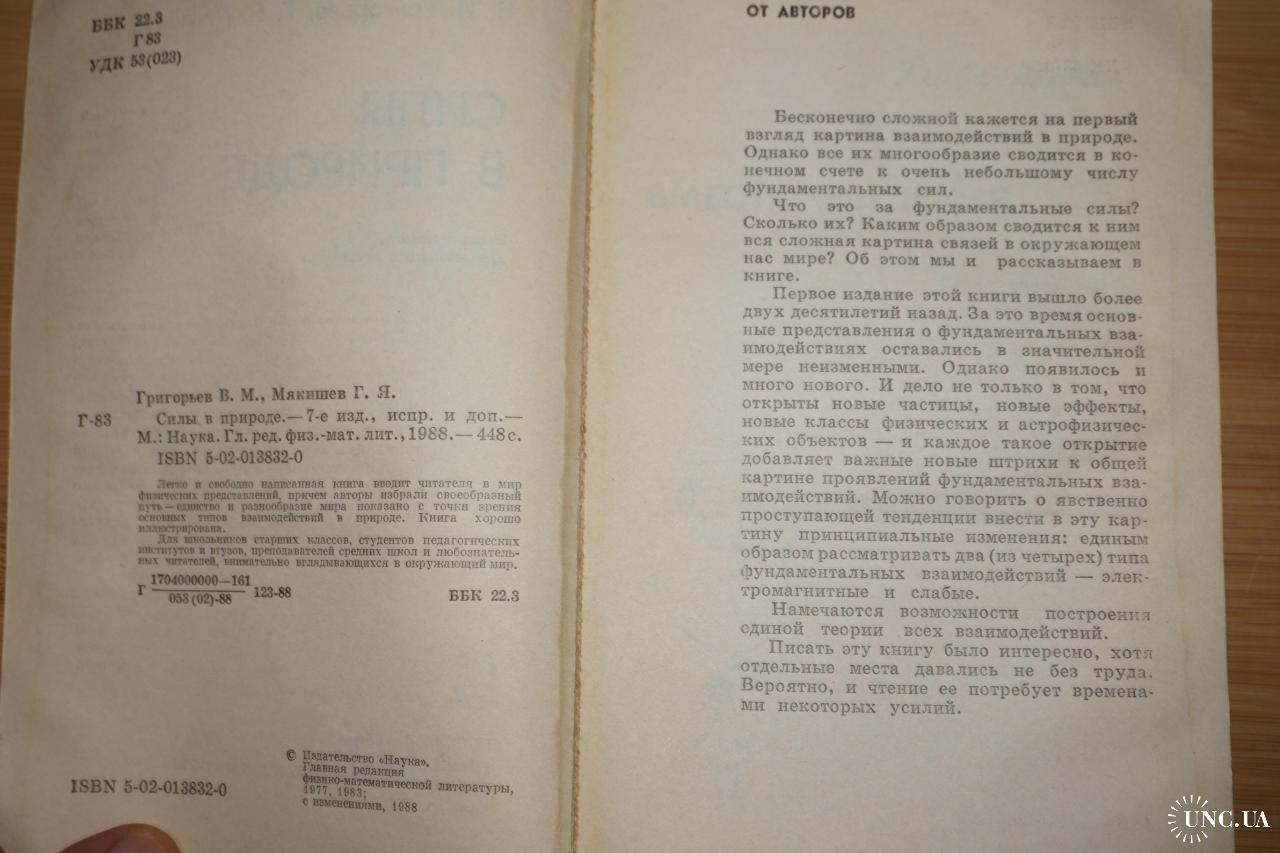 ББК 22.3
Г 83
УДК 53(023)
Григорьев В. М., Мякишев Г. Я.
Г-83 Силы в природе.— 7-е изд., испр. и доп.—
М.: Наука. Гл. ред. физ.-мат. лит., 1988.— 448 с.
ISBN 5-02-013832-0
Легко и свободно написанная книга вводит читателя в мир
физических представлений, причем авторы избрали своеобразный
путь — единство и разнообразие мира показано с точки зрения
основных типов взаимодействий в природе. Книга хорошо
иллюстрирована.
Для школьников старших классов, студентов педагогических
институтов и втузов, преподавателей средних школ и любознатель-
ных читателей, внимательно вглядывающихся в окружающий мир.
Г 1704000000—161
053 (02)-88 123-88
ББК 22.3
ISBN 5-02-013832-0
© Издательство «Наука».
Главная редакция
физико-математической литературы,
1977, 1983;
с изменениями, 1988
ОТ АВТОРОВ
Бесконечно сложной кажется на первый
взгляд картина взаимодействий в природе.
Однако все их многообразие сводится в ко-
нечном счете к очень небольшому числу
фундаментальных сил.
Что это за фундаментальные силы?
Сколько их? Каким образом сводится к ним
вся сложная картина связей в окружающем
нас мире? Об этом мы и рассказываем в
книге.
Первое издание этой книги вышло более
двух десятилетий назад. За это время основ-
ные представления о фундаментальных вза-
имодействиях оставались в значительной
мере неизменными. Однако появилось и
много нового. И дело не только в том, что
открыты новые частицы, новые эффекты,
новые классы физических и астрофизичес-
ких объектов — и каждое такое открытие
добавляет важные новые штрихи к общей
картине проявлений фундаментальных вза-
имодействий. Можно говорить о явственно
проступающей тенденции внести в эту кар-
тину принципиальные изменения: единым
образом рассматривать два (из четырех) типа
фундаментальных взаимодействий — элек-
тромагнитные и слабые.
Намечаются возможности построения
единой теории всех взаимодействий.
Писать эту книгу было интересно, хотя
отдельные места давались не без труда.
Вероятно, и чтение ее потребует времена-
ми некоторых усилий.
UNC.UA